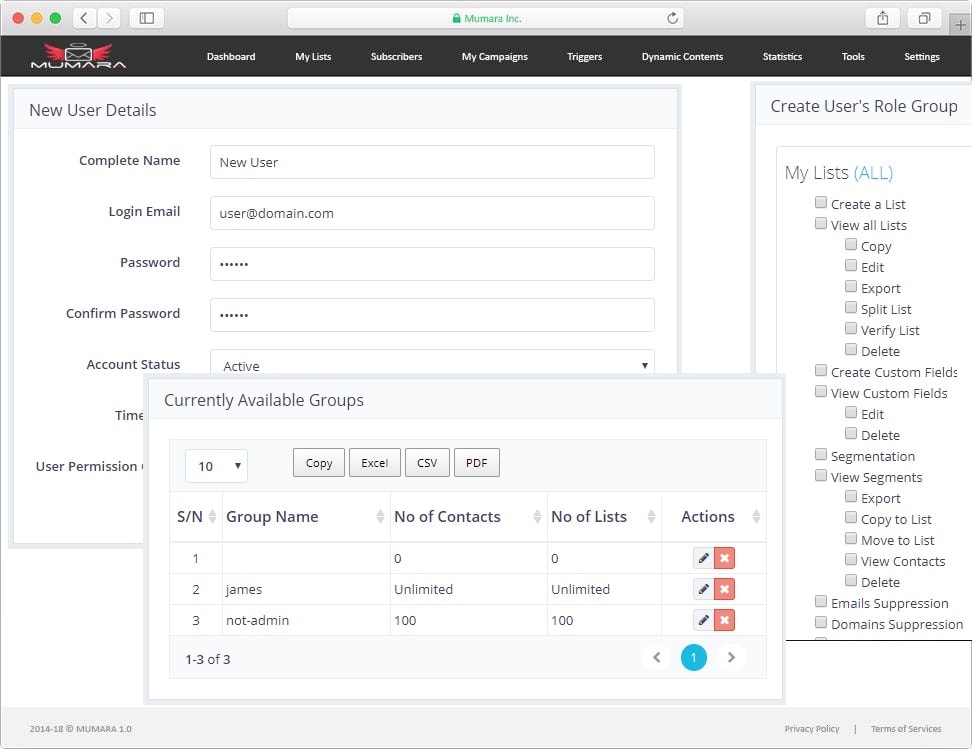 Mumara Inc.
MUMARA
Dashboard
My Lists
Subscribers
My Campaigns
Triggers
Dynamic Contents
Statistics
Tools
Settings
New User Details
Complete Name
New User
Login Email
user@domain.com
Password
••••••
Confirm Password
••••••
Account Status
Active
Time
User Permission
Currently Available Groups
10
Copy
Excel
CSV
PDF
S/N Group Name No of Contacts No of Lists Actions
1 0 0
2 james Unlimited Unlimited
3 not-admin 100 100
1-3 of 3
1
Create User's Role Group
My Lists (ALL)
Create a List
View all Lists
Copy
Edit
Export
Split List
Verify List
Delete
Create Custom Fields
View Custom Fields
Edit
Delete
Segmentation
View Segments
Export
Copy to List
Move to List
View Contacts
Delete
Emails Suppression
Domains Suppression
2014-18 © MUMARA 1.0
Privacy Policy | Terms of Services